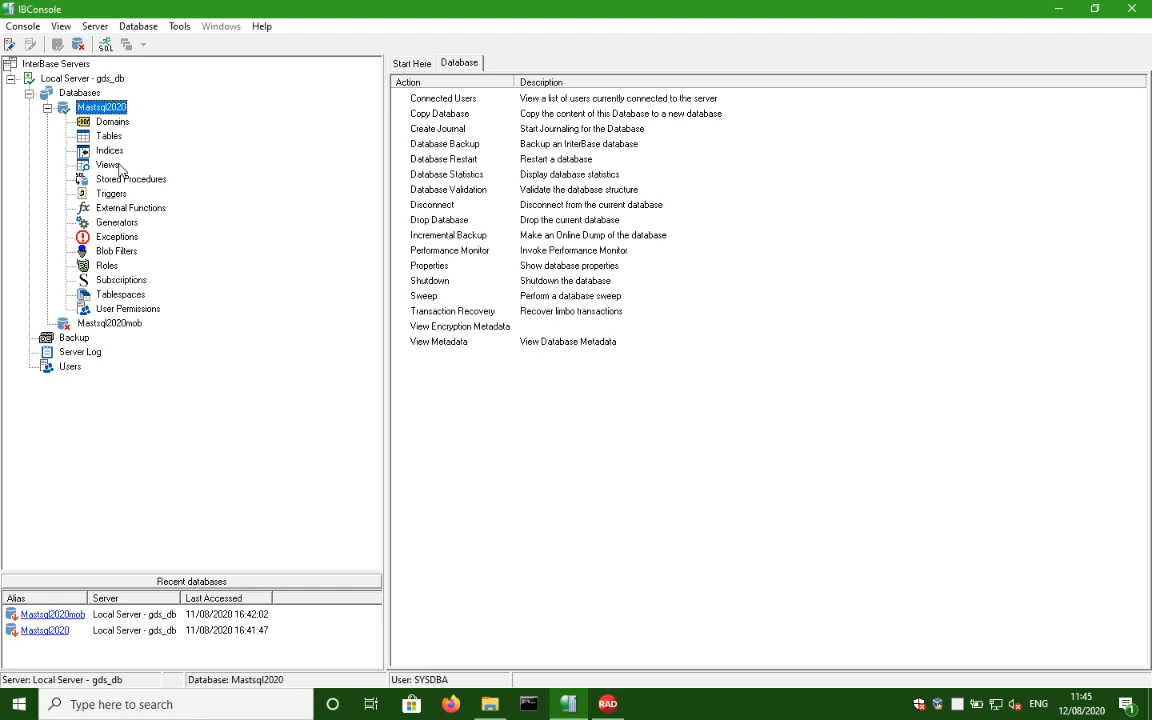 IBConsole
Console View Server Database Tools Windows Help
SQL
InterBase Servers
Local Server - gds_db
Databases
Mastsql2020
Domains
Tables
Indices
Views
Stored Procedures
Triggers
External Functions
Generators
Exceptions
Blob Filters
Roles
Subscriptions
Tablespaces
User Permissions
Mastsql2020mob
Backup
Server Log
Users
Recent databases
Alias Server Last Accessed
Mastsql2020mob Local Server - gds_db 11/08/2020 16:42:02
Mastsql2020 Local Server - gds_db 11/08/2020 16:41:47
Start Here Database
Action Description
Connected Users View a list of users currently connected to the server
Copy Database Copy the content of this Database to a new database
Create Journal Start Journaling for the Database
Database Backup Backup an InterBase database
Database Restart Restart a database
Database Statistics Display database statistics
Database Validation Validate the database structure
Disconnect Disconnect from the current database
Drop Database Drop the current database
Incremental Backup Make an Online Dump of the database
Performance Monitor Invoke Performance Monitor
Properties Show database properties
Shutdown Shutdown the database
Sweep Perform a database sweep
Transaction Recovery Recover limbo transactions
View Encryption Metadata
View Metadata View Database Metadata
Server: Local Server - gds_db Database: Mastsql2020 User: SYSDBA
Type here to search
RAD
ENG
11:45
12/08/2020
1